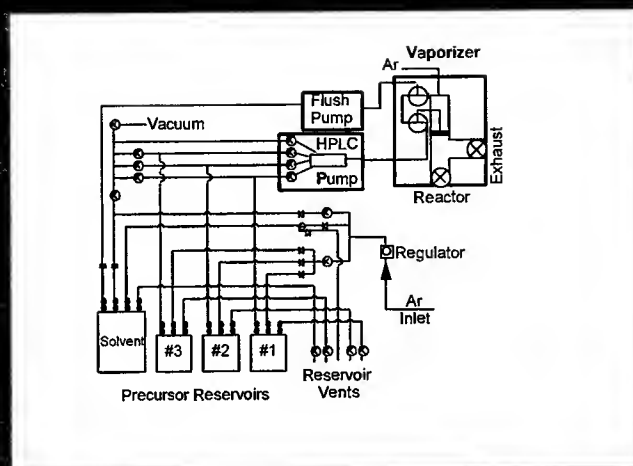 Vaporizer
Ar
Flush
Pump
Vacuum
HPLC
Pump
Exhaust
Reactor
Regulator
Ar
Inlet
Solvent
#3
#2
#1
Reservoir
Vents
Precursor Reservoirs